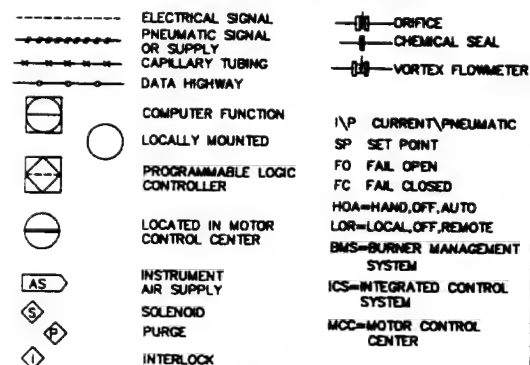 ELECTRICAL SIGNAL
PNEUMATIC SIGNAL
OR SUPPLY
CAPILLARY TUBING
DATA HIGHWAY
COMPUTER FUNCTION
LOCALLY MOUNTED
PROGRAMMABLE LOGIC
CONTROLLER
LOCATED IN MOTOR
CONTROL CENTER
AS
INSTRUMENT
AIR SUPPLY
S
SOLENOID
P
PURGE
I
INTERLOCK
ORIFICE
CHEMICAL SEAL
VORTEX FLOWMETER
I\P CURRENT\PNEUMATIC
SP SET POINT
FO FAIL OPEN
FC FAIL CLOSED
HOA=HAND,OFF,AUTO
LOR=LOCAL,OFF,REMOTE
BMS=BURNER MANAGEMENT
SYSTEM
ICS=INTEGRATED CONTROL
SYSTEM
MCC=MOTOR CONTROL
CENTER